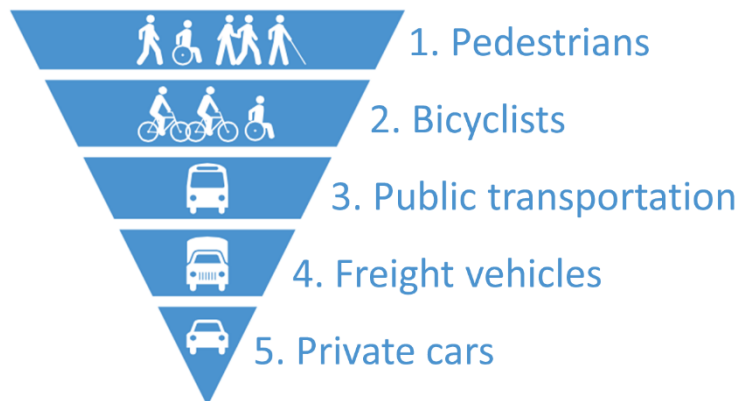 1. Pedestrians
2. Bicyclists
3. Public transportation
4. Freight vehicles
5. Private cars